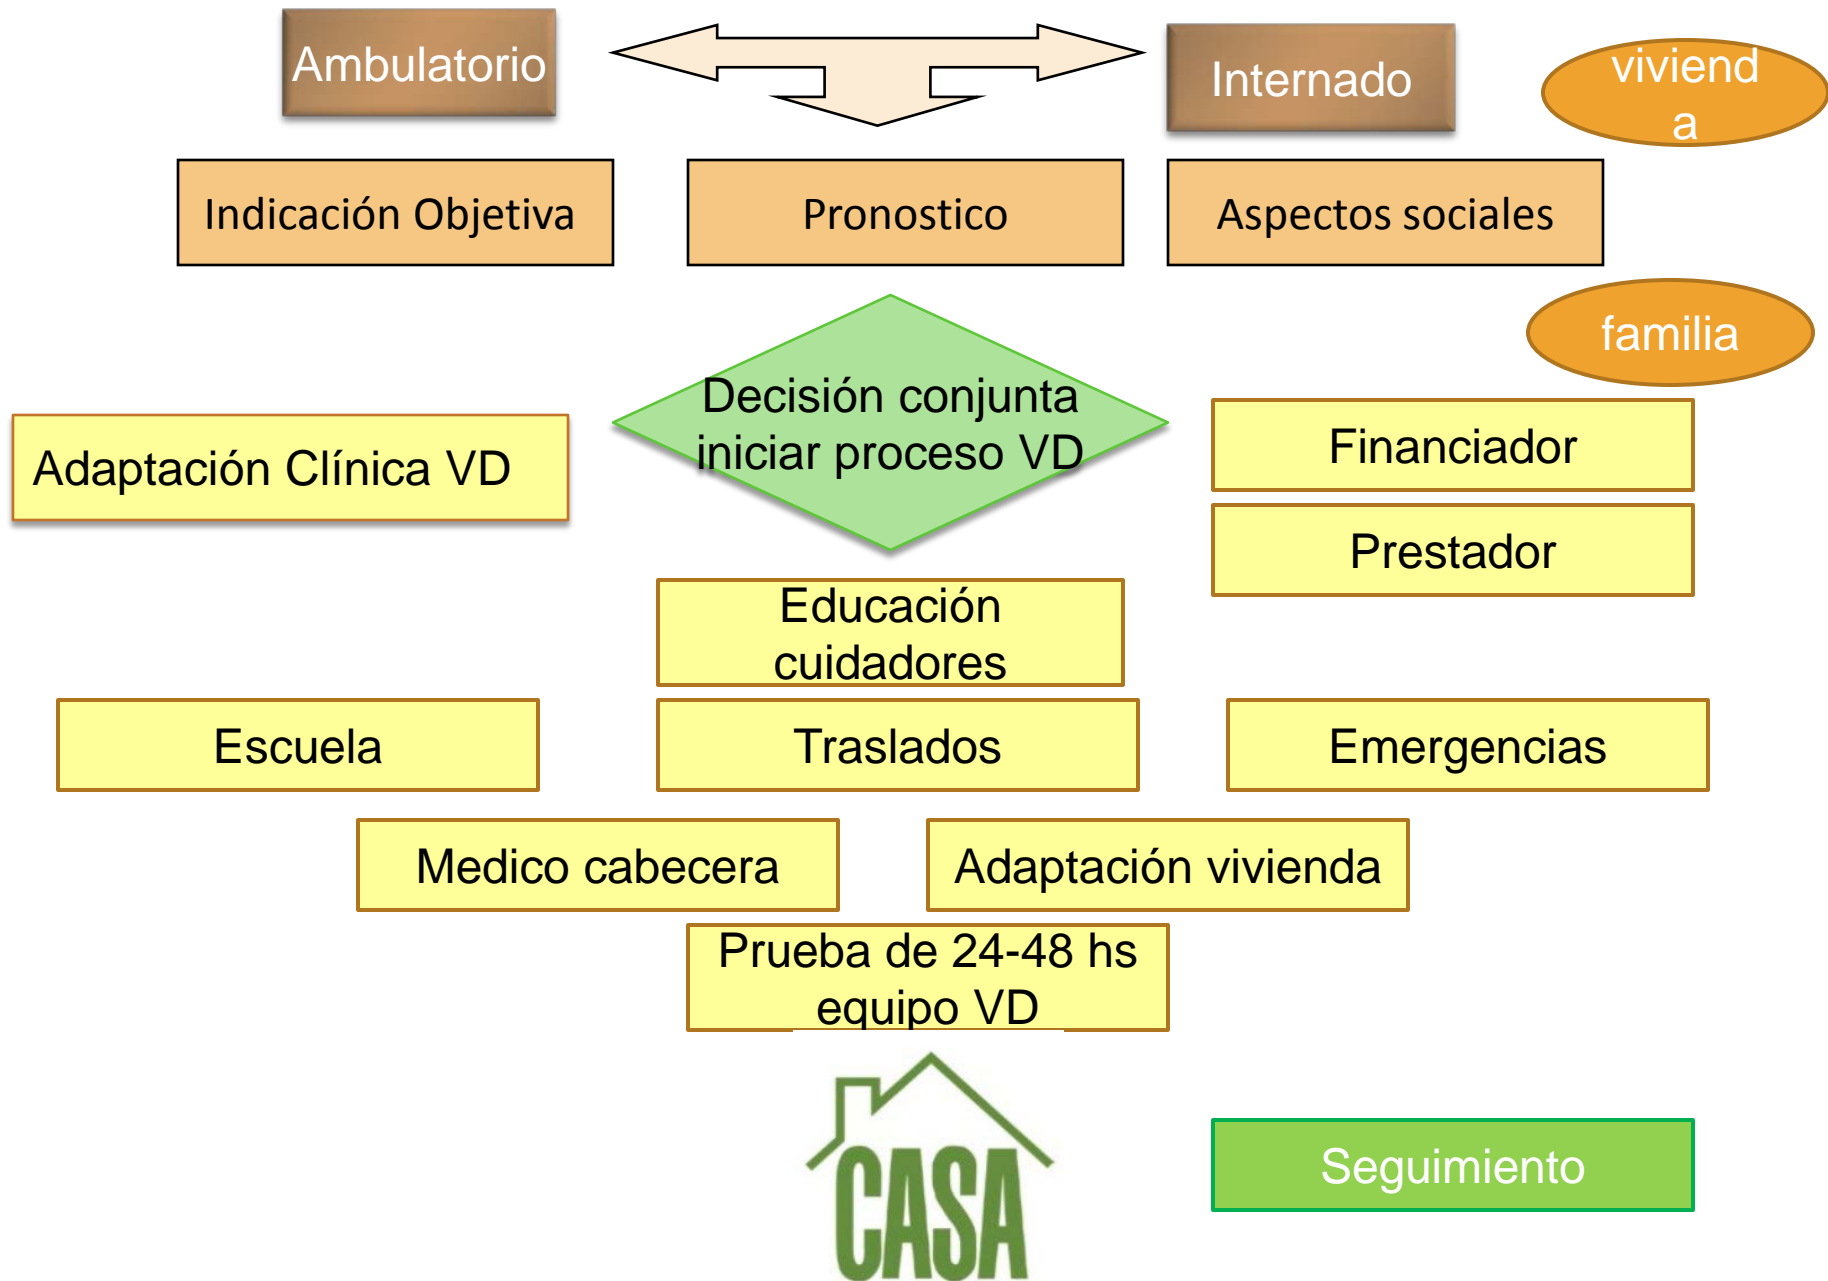 Ambulatorio
Internado
viviend
a
Indicación Objetiva
Pronostico
Aspectos sociales
familia
Decisión conjunta
iniciar proceso VD
Adaptación Clínica VD
Financiador
Prestador
Educación
cuidadores
Escuela
Traslados
Emergencias
Medico cabecera
Adaptación vivienda
Prueba de 24-48 hs
equipo VD
CASA
Seguimiento